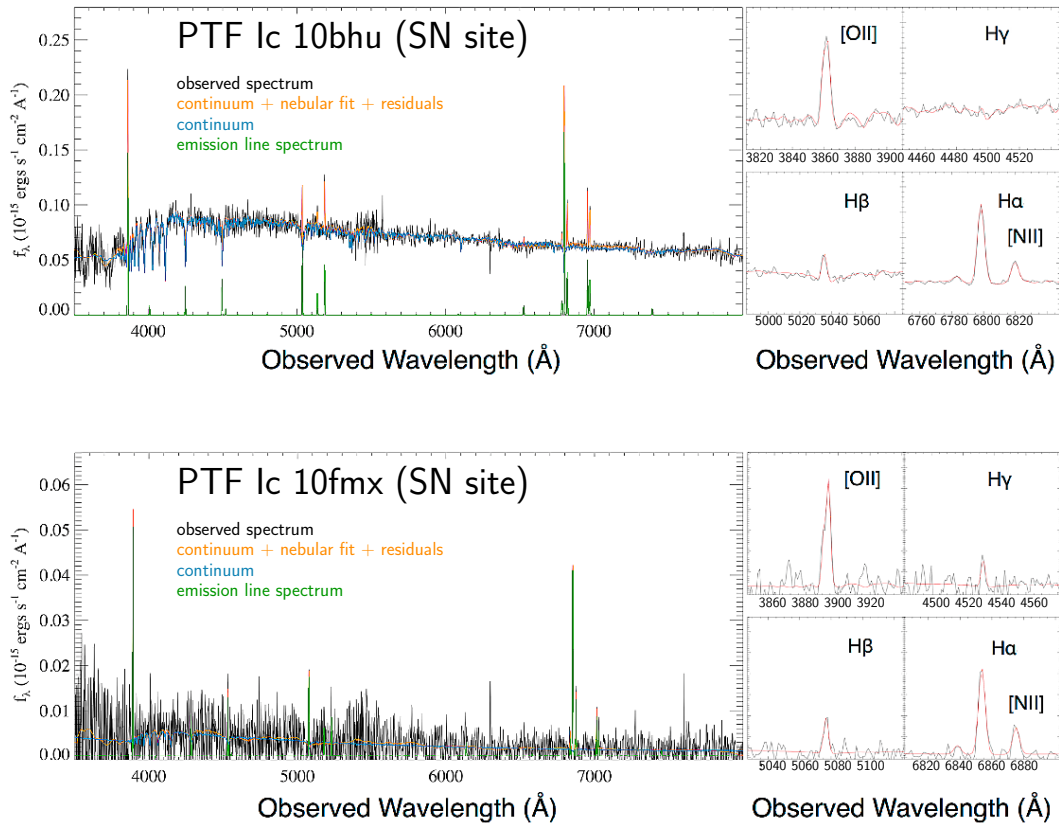 PTF Ic 10bhu (SN site)
observed spectrum
continuum + nebular fit + residuals
continuum
emission line spectrum
0.25
0.20
0.15
0.10
0.05
0.00
fλ (10⁻¹⁵ ergs s⁻¹ cm⁻² A⁻¹)
4000 5000 6000 7000
Observed Wavelength (Å)
[OII] Hγ
3820 3840 3860 3880 3900 4460 4480 4500 4520
Hβ Hα
[NII]
5000 5020 5040 5060 6760 6780 6800 6820
Observed Wavelength (Å)
PTF Ic 10fmx (SN site)
observed spectrum
continuum + nebular fit + residuals
continuum
emission line spectrum
0.06
0.05
0.04
0.03
0.02
0.01
0.00
fλ (10⁻¹⁵ ergs s⁻¹ cm⁻² A⁻¹)
4000 5000 6000 7000
Observed Wavelength (Å)
[OII] Hγ
3860 3880 3900 3920 4500 4520 4540 4560
Hβ Hα
[NII]
5040 5060 5080 5100 6820 6840 6860 6880
Observed Wavelength (Å)